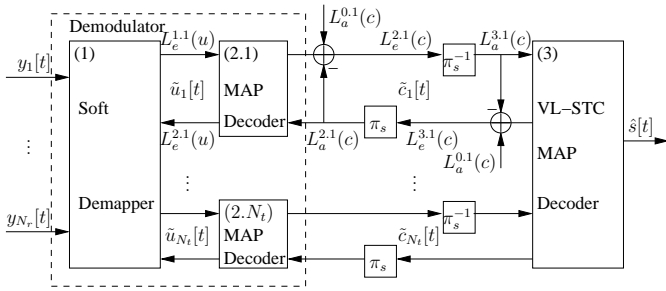 Demodulator
L_a^{0.1}(c)
(1)
L_e^{1.1}(u)
(2.1)
L_e^{2.1}(c)
L_a^{3.1}(c)
(3)
y_1[t]
−
π_s^{-1}
Soft
ũ_1[t]
MAP
c̃_1[t]
−
VL−STC
ŝ[t]
Decoder
π_s
L_e^{2.1}(u)
L_a^{2.1}(c)
L_e^{3.1}(c)
MAP
L_a^{0.1}(c)
⋮
⋮
⋮
Demapper
(2.N_t)
π_s^{-1}
Decoder
y_{N_r}[t]
ũ_{N_t}[t]
MAP
c̃_{N_t}[t]
Decoder
π_s